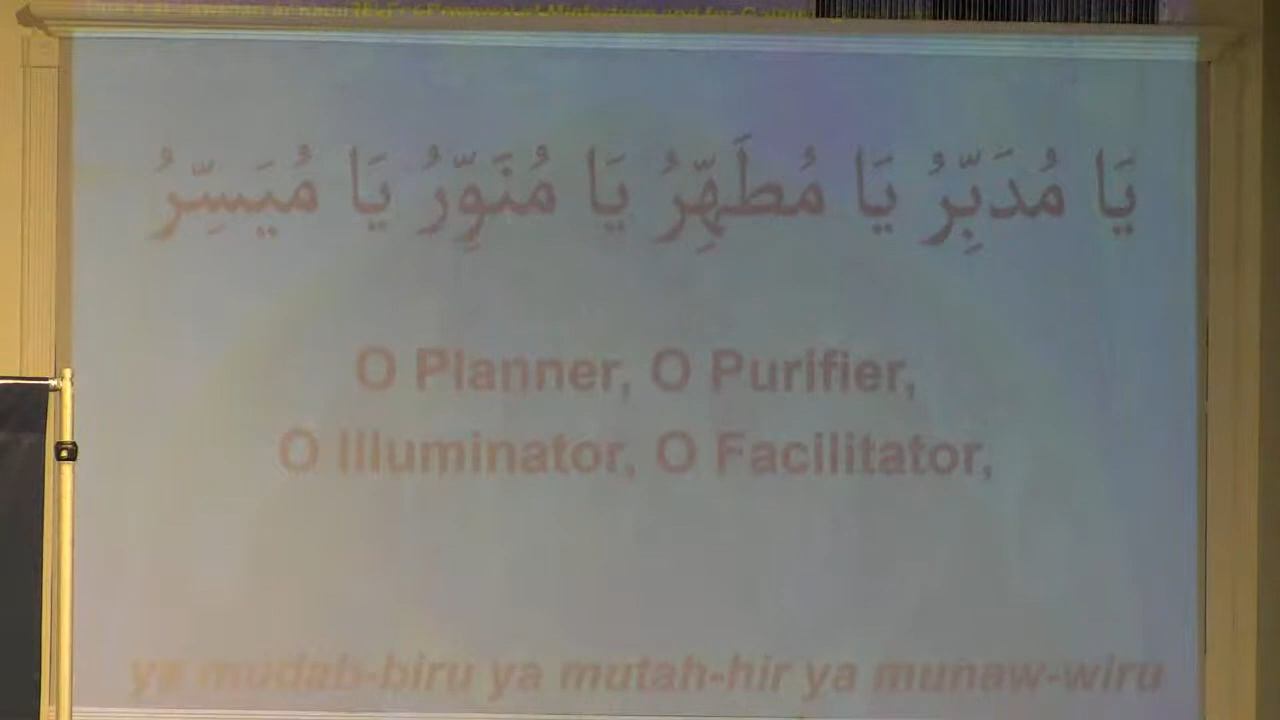 يَا مُدَبِّرُ يَا مُطَهِّرُ يَا مُنَوِّرُ يَا مُيَسِّرُ
O Planner, O Purifier,
O Illuminator, O Facilitator,
ya mudab-biru ya mutah-hir ya munaw-wiru